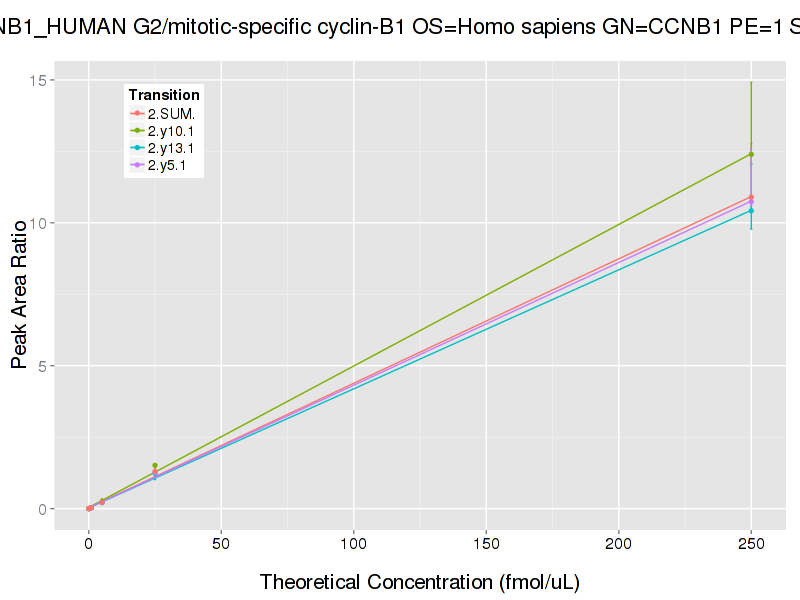 NB1_HUMAN G2/mitotic-specific cyclin-B1 OS=Homo sapiens GN=CCNB1 PE=1 S
15
10
5
0
Peak Area Ratio
Transition
2.SUM.
2.y10.1
2.y13.1
2.y5.1
0 50 100 150 200 250
Theoretical Concentration (fmol/uL)